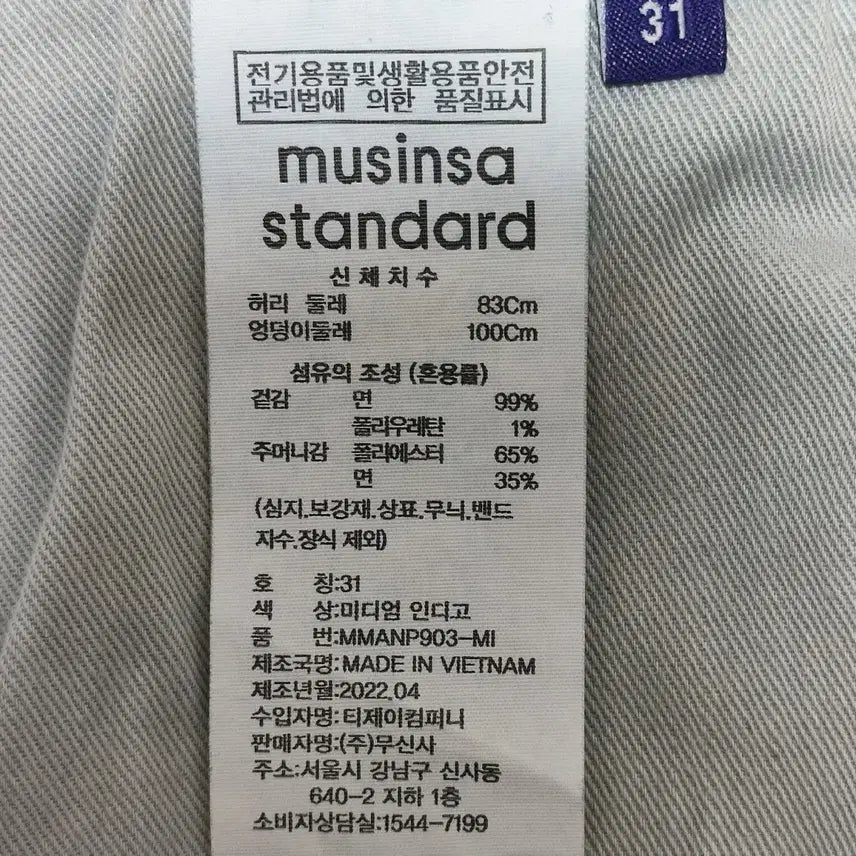 31
전기용품및생활용품안전
관리법에 의한 품질표시
musinsa
standard
신체치수
허리 둘레 83Cm
엉덩이둘레 100Cm
섬유의 조성 (혼용률)
겉감 면 99%
폴리우레탄 1%
주머니감 폴리에스터 65%
면 35%
(심지.보강재.상표.무늬.밴드
자수.장식 제외)
호 칭:31
색 상:미디엄 인디고
품 번:MMANP903-MI
제조국명:MADE IN VIETNAM
제조년월:2022.04
수입자명:티제이컴퍼니
판매자명:(주)무신사
주소:서울시 강남구 신사동
640-2 지하 1층
소비자상담실:1544-7199